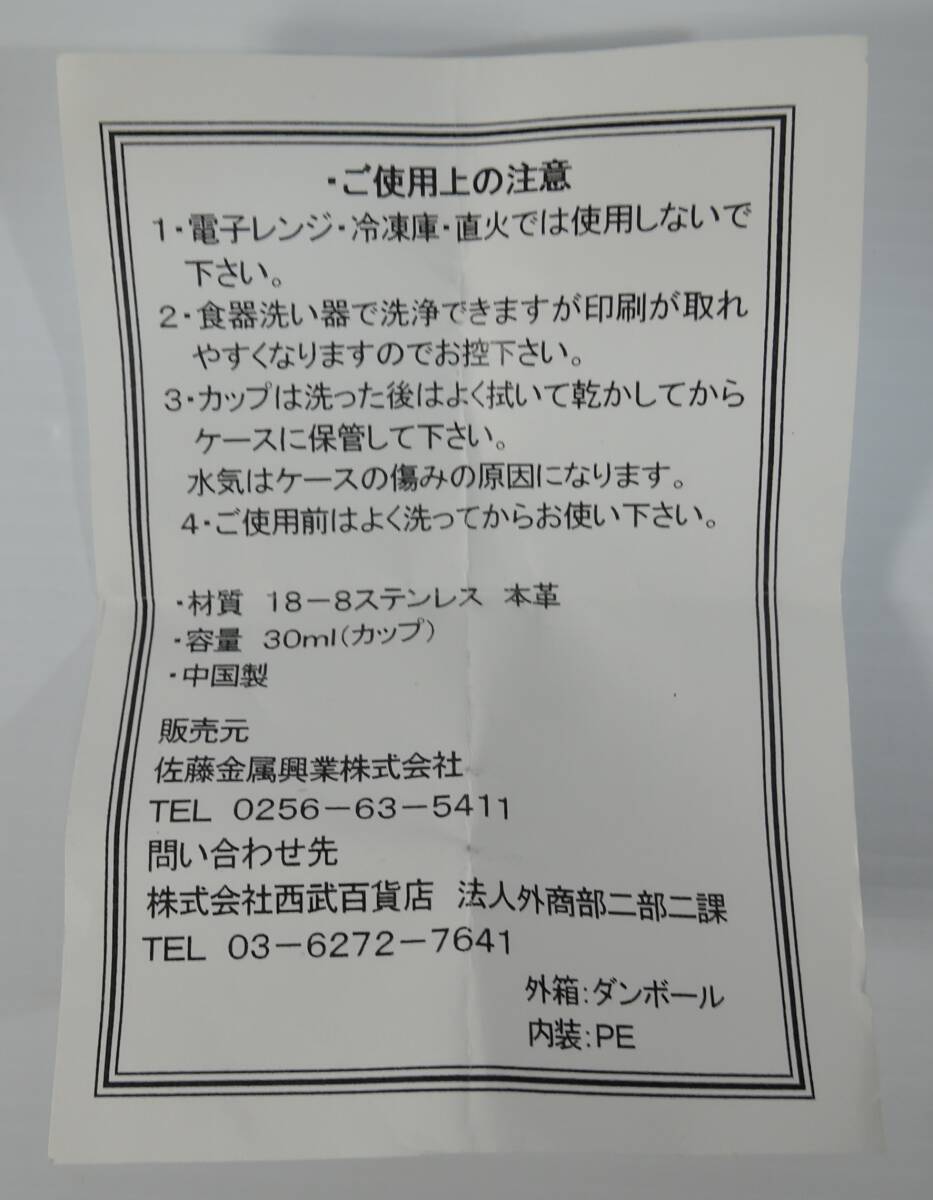 ・ご使用上の注意
1・電子レンジ・冷凍庫・直火では使用しないで
下さい。
2・食器洗い器で洗浄できますが印刷が取れ
やすくなりますのでお控下さい。
3・カップは洗った後はよく拭いて乾かしてから
ケースに保管して下さい。
水気はケースの傷みの原因になります。
4・ご使用前はよく洗ってからお使い下さい。
・材質 18−8ステンレス 本革
・容量 30ml(カップ)
・中国製
販売元
佐藤金属興業株式会社
TEL 0256−63−5411
問い合わせ先
株式会社西武百貨店 法人外商部二部二課
TEL 03−6272−7641
外箱:ダンボール
内装:PE